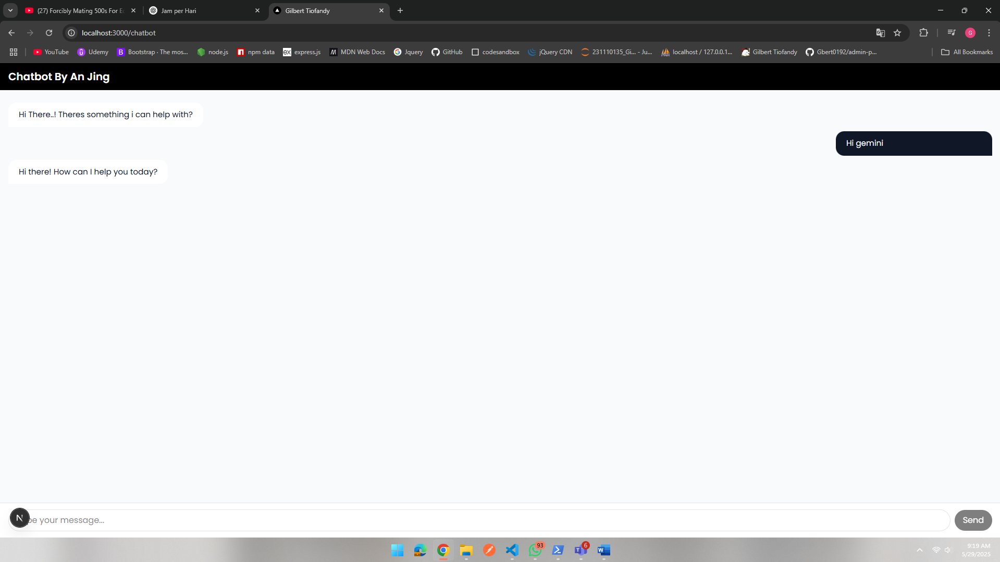 (27) Forcibly Mating 500s For E
Jam per Hari
Gilbert Tiofandy
localhost:3000/chatbot
G
YouTube
Udemy
Bootstrap · The mos...
node.js
npm data
express.js
MDN Web Docs
Jquery
GitHub
codesandbox
jQuery CDN
231110135_Gi... - Ju...
localhost / 127.0.0.1...
Gilbert Tiofandy
Gbert0192/admin-p...
All Bookmarks
Chatbot By An Jing
Hi There..! Theres something i can help with?
Hi gemini
Hi there! How can I help you today?
N
pe your message...
Send
93
6
9:19 AM
5/29/2025